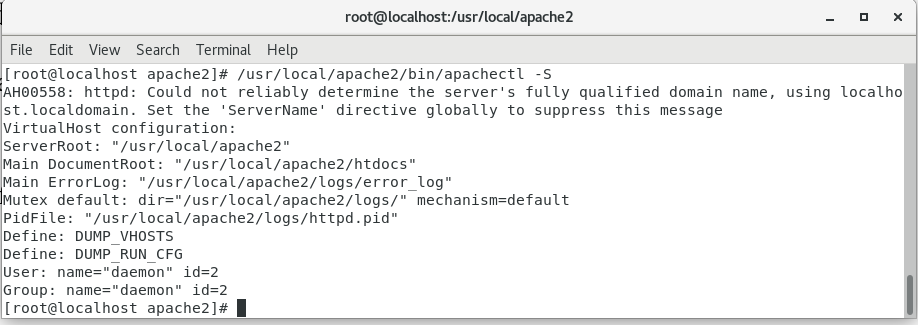 root@localhost:/usr/local/apache2
File Edit View Search Terminal Help
[root@localhost apache2]# /usr/local/apache2/bin/apachectl -S
AH00558: httpd: Could not reliably determine the server's fully qualified domain name, using localho
st.localdomain. Set the 'ServerName' directive globally to suppress this message
VirtualHost configuration:
ServerRoot: "/usr/local/apache2"
Main DocumentRoot: "/usr/local/apache2/htdocs"
Main ErrorLog: "/usr/local/apache2/logs/error_log"
Mutex default: dir="/usr/local/apache2/logs/" mechanism=default
PidFile: "/usr/local/apache2/logs/httpd.pid"
Define: DUMP_VHOSTS
Define: DUMP_RUN_CFG
User: name="daemon" id=2
Group: name="daemon" id=2
[root@localhost apache2]#